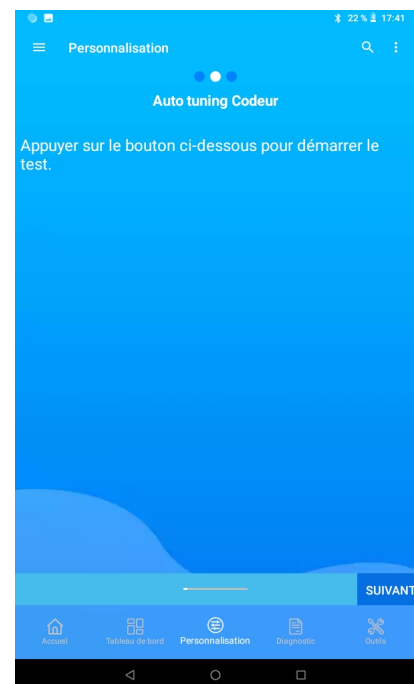 22 % 17:41
Personnalisation
Auto tuning Codeur
Appuyer sur le bouton ci-dessous pour démarrer le
test.
SUIVANT
Accueil Tableau de bord Personnalisation Diagnostic Outils